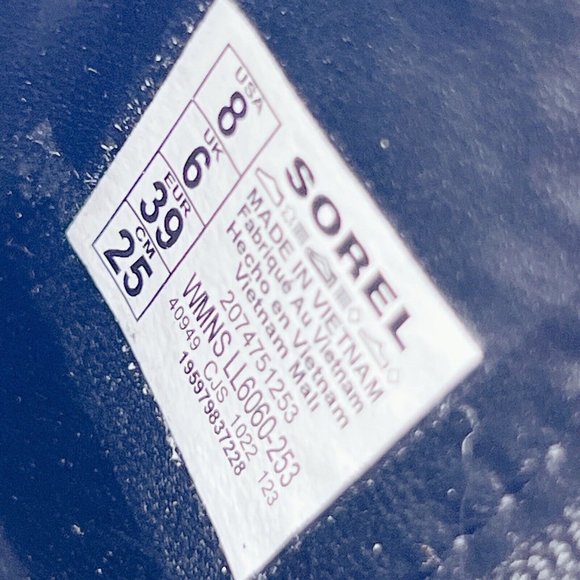 USA
8
UK
6
EUR
39
CM
25
SOREL
MADE IN VIETNAM
Fabriqué Au Vietnam
Hecho en Vietnam
Vietnam Mali
2074751253
WMNS LL6060-253
40949 CJS 1022 123
195979837228